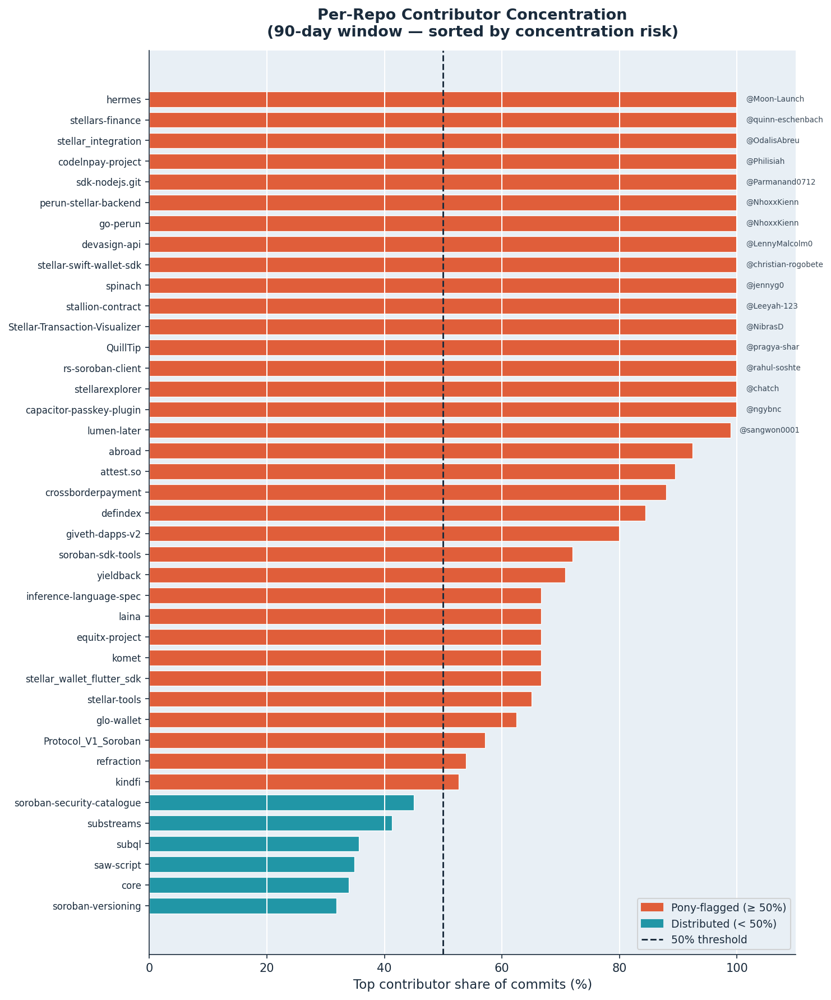 Per-Repo Contributor Concentration
(90-day window — sorted by concentration risk)
hermes @Moon-Launch
stellars-finance @quinn-eschenbach
stellar_integration @OdalisAbreu
codelnpay-project @Philisiah
sdk-nodejs.git @Parmanand0712
perun-stellar-backend @NhoxxKienn
go-perun @NhoxxKienn
devasign-api @LennyMalcolm0
stellar-swift-wallet-sdk @christian-rogobete
spinach @jennyg0
stallion-contract @Leeyah-123
Stellar-Transaction-Visualizer @NibrasD
QuillTip @pragya-shar
rs-soroban-client @rahul-soshte
stellarexplorer @chatch
capacitor-passkey-plugin @ngybnc
lumen-later @sangwon0001
abroad
attest.so
crossborderpayment
defindex
giveth-dapps-v2
soroban-sdk-tools
yieldback
inference-language-spec
laina
equitx-project
komet
stellar_wallet_flutter_sdk
stellar-tools
glo-wallet
Protocol_V1_Soroban
refraction
kindfi
soroban-security-catalogue
substreams
subql
saw-script
core
soroban-versioning
Pony-flagged (≥ 50%)
Distributed (< 50%)
50% threshold
0 20 40 60 80 100
Top contributor share of commits (%)